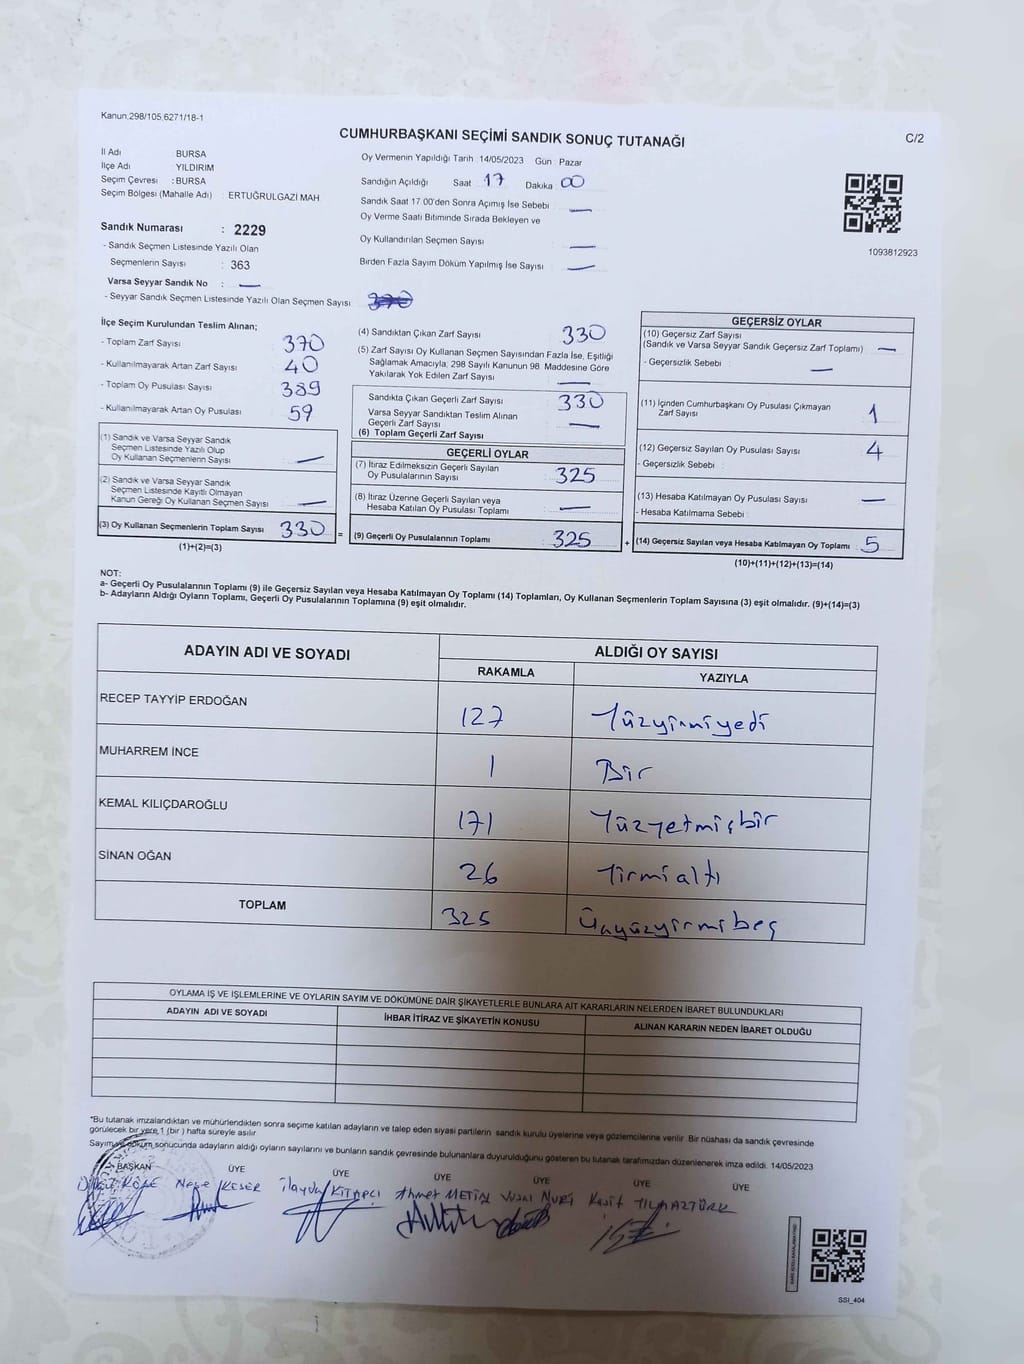 Kanun,298/105,6271/18-1
CUMHURBAŞKANI SEÇİMİ SANDIK SONUÇ TUTANAĞI
C/2
İl Adı BURSA
İlçe Adı YILDIRIM
Seçim Çevresi : BURSA
Seçim Bölgesi (Mahalle Adı) : ERTUĞRULGAZİ MAH
Oy Vermenin Yapıldığı Tarih 14/05/2023 Gün : Pazar
Sandığın Açıldığı Saat 17 Dakika 00
Sandık Saat 17.00'den Sonra Açımış İse Sebebi —
Oy Verme Saati Bitiminde Sırada Bekleyen ve
Oy Kullandırılan Seçmen Sayısı —
Birden Fazla Sayım Döküm Yapılmış İse Sayısı —
1093812923
Sandık Numarası : 2229
- Sandık Seçmen Listesinde Yazılı Olan
Seçmenlerin Sayısı : 363
Varsa Seyyar Sandık No : —
- Seyyar Sandık Seçmen Listesinde Yazılı Olan Seçmen Sayısı
İlçe Seçim Kurulundan Teslim Alınan;
- Toplam Zarf Sayısı 370
- Kullanılmayarak Artan Zarf Sayısı 40
- Toplam Oy Pusulası Sayısı 389
- Kullanılmayarak Artan Oy Pusulası 59
(1) Sandık ve Varsa Seyyar Sandık
Seçmen Listesinde Yazılı Olup
Oy Kullanan Seçmenlerin Sayısı —
(2) Sandık ve Varsa Seyyar Sandık
Seçmen Listesinde Kayıtlı Olmayan
Kanun Gereği Oy Kullanan Seçmen Sayısı —
(3) Oy Kullanan Seçmenlerin Toplam Sayısı 330
(1)+(2)=(3)
=
(4) Sandıktan Çıkan Zarf Sayısı 330
(5) Zarf Sayısı Oy Kullanan Seçmen Sayısından Fazla İse, Eşitliği
Sağlamak Amacıyla, 298 Sayılı Kanunun 98. Maddesine Göre
Yakılarak Yok Edilen Zarf Sayısı —
Sandıkta Çıkan Geçerli Zarf Sayısı 330
Varsa Seyyar Sandıktan Teslim Alınan
Geçerli Zarf Sayısı —
(6) Toplam Geçerli Zarf Sayısı
GEÇERLİ OYLAR
(7) İtiraz Edilmeksizin Geçerli Sayılan
Oy Pusulalarının Sayısı 325
(8) İtiraz Üzerine Geçerli Sayılan veya
Hesaba Katılan Oy Pusulası Toplamı —
(9) Geçerli Oy Pusulalarının Toplamı 325
+
GEÇERSİZ OYLAR
(10) Geçersiz Zarf Sayısı
(Sandık ve Varsa Seyyar Sandık Geçersiz Zarf Toplamı) —
- Geçersizlik Sebebi —
(11) İçinden Cumhurbaşkanı Oy Pusulası Çıkmayan
Zarf Sayısı 1
(12) Geçersiz Sayılan Oy Pusulası Sayısı 4
- Geçersizlik Sebebi :
(13) Hesaba Katılmayan Oy Pusulası Sayısı —
- Hesaba Katılmama Sebebi :
(14) Geçersiz Sayılan veya Hesaba Katılmayan Oy Toplamı 5
(10)+(11)+(12)+(13)=(14)
NOT:
a- Geçerli Oy Pusulalarının Toplamı (9) ile Geçersiz Sayılan veya Hesaba Katılmayan Oy Toplamı (14) Toplamları, Oy Kullanan Seçmenlerin Toplam Sayısına (3) eşit olmalıdır. (9)+(14)=(3)
b- Adayların Aldığı Oyların Toplamı, Geçerli Oy Pusulalarının Toplamına (9) eşit olmalıdır.
ADAYIN ADI VE SOYADI
ALDIĞI OY SAYISI
RAKAMLA YAZIYLA
RECEP TAYYİP ERDOĞAN 127 Yüzyirmiyedi
MUHARREM İNCE 1 Bir
KEMAL KILIÇDAROĞLU 171 Yüzyetmişbir
SİNAN OĞAN 26 Yirmialtı
TOPLAM 325 Üçyüzyirmibeş
OYLAMA İŞ VE İŞLEMLERİNE VE OYLARIN SAYIM VE DÖKÜMÜNE DAİR ŞİKAYETLERLE BUNLARA AİT KARARLARIN NELERDEN İBARET BULUNDUKLARI
ADAYIN ADI VE SOYADI İHBAR İTİRAZ VE ŞİKAYETİN KONUSU ALINAN KARARIN NEDEN İBARET OLDUĞU
*Bu tutanak imzalandıktan ve mühürlendikten sonra seçime katılan adayların ve talep eden siyasi partilerin sandık kurulu üyelerine veya gözlemcilerine verilir. Bir nüshası da sandık çevresinde
görülecek bir yere 1 (bir ) hafta süreyle asılır.
Sayım ve döküm sonucunda adayların aldığı oyların sayılarını ve bunların sandık çevresinde bulunanlara duyurulduğunu gösteren bu tutanak tarafımızdan düzenlenerek imza edildi. 14/05/2023
BAŞKAN ÜYE ÜYE ÜYE ÜYE ÜYE ÜYE
KÖSE Neşe KESER İlayda KİTAPCI Ahmet METİN NURİ YILMAZTÜRK
SSI_404